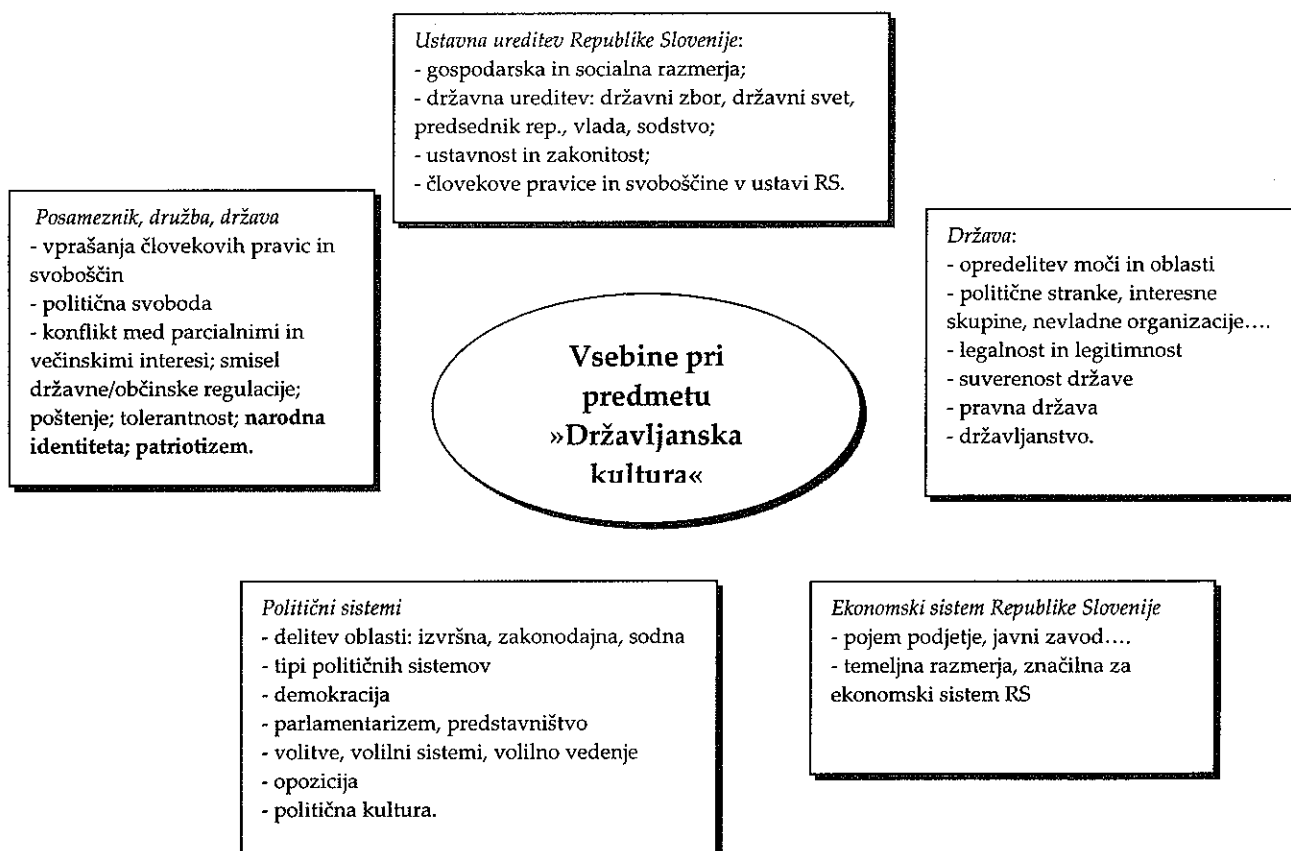 Ustavna ureditev Republike Slovenije:
- gospodarska in socialna razmerja;
- državna ureditev: državni zbor, državni svet,
predsednik rep., vlada, sodstvo;
- ustavnost in zakonitost;
- človekove pravice in svoboščine v ustavi RS.
Posameznik, družba, država
- vprašanja človekovih pravic in
svoboščin
- politična svoboda
- konflikt med parcialnimi in
večinskimi interesi; smisel
državne/občinske regulacije;
poštenje; tolerantnost; narodna
identiteta; patriotizem.
Vsebine pri
predmetu
»Državljanska
kultura«
Država:
- opredelitev moči in oblasti
- politične stranke, interesne
skupine, nevladne organizacije….
- legalnost in legitimnost
- suverenost države
- pravna država
- državljanstvo.
Politični sistemi
- delitev oblasti: izvršna, zakonodajna, sodna
- tipi političnih sistemov
- demokracija
- parlamentarizem, predstavništvo
- volitve, volilni sistemi, volilno vedenje
- opozicija
- politična kultura.
Ekonomski sistem Republike Slovenije
- pojem podjetje, javni zavod….
- temeljna razmerja, značilna za
ekonomski sistem RS